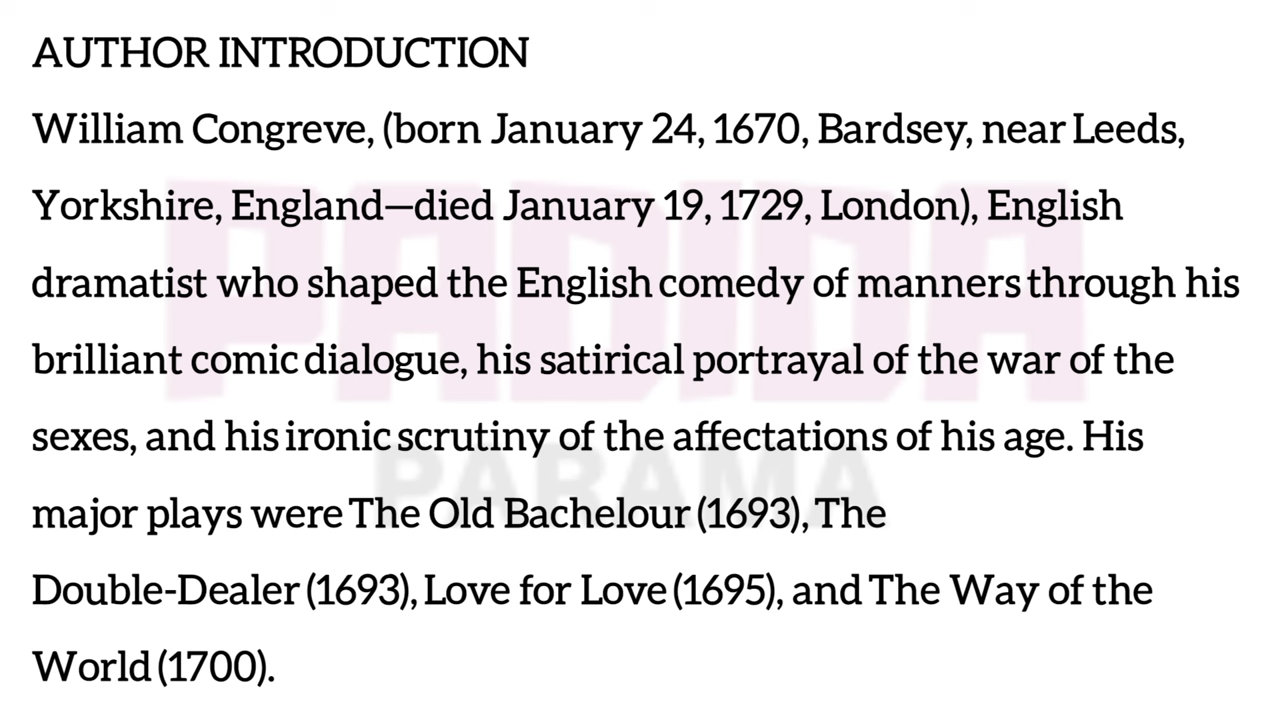 AUTHOR INTRODUCTION
William Congreve, (born January 24, 1670, Bardsey, near Leeds,
Yorkshire, England—died January 19, 1729, London), English
dramatist who shaped the English comedy of manners through his
brilliant comic dialogue, his satirical portrayal of the war of the
sexes, and his ironic scrutiny of the affectations of his age. His
major plays were The Old Bachelour (1693), The
Double-Dealer (1693), Love for Love (1695), and The Way of the
World (1700).
PADIDA
PARAMA